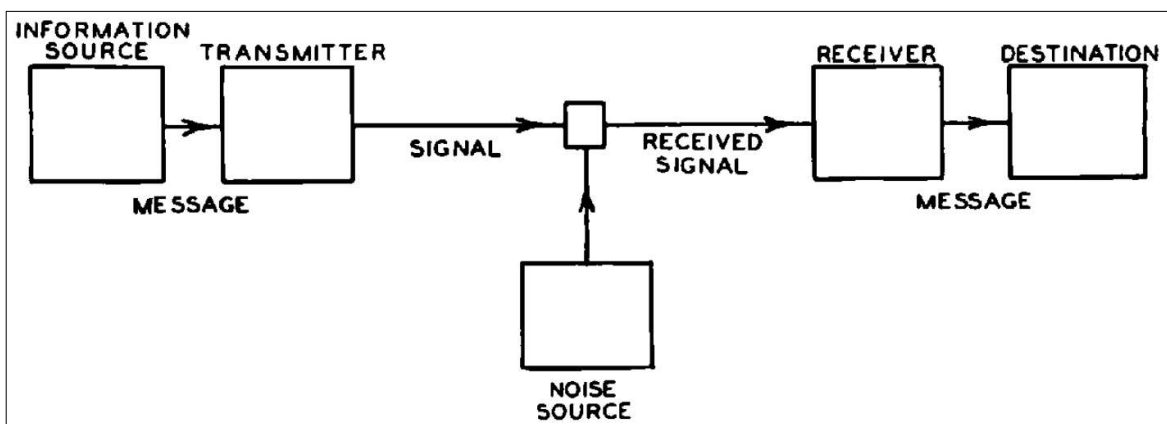 INFORMATION
SOURCE
TRANSMITTER
RECEIVER
DESTINATION
SIGNAL
RECEIVED
SIGNAL
MESSAGE
MESSAGE
NOISE
SOURCE